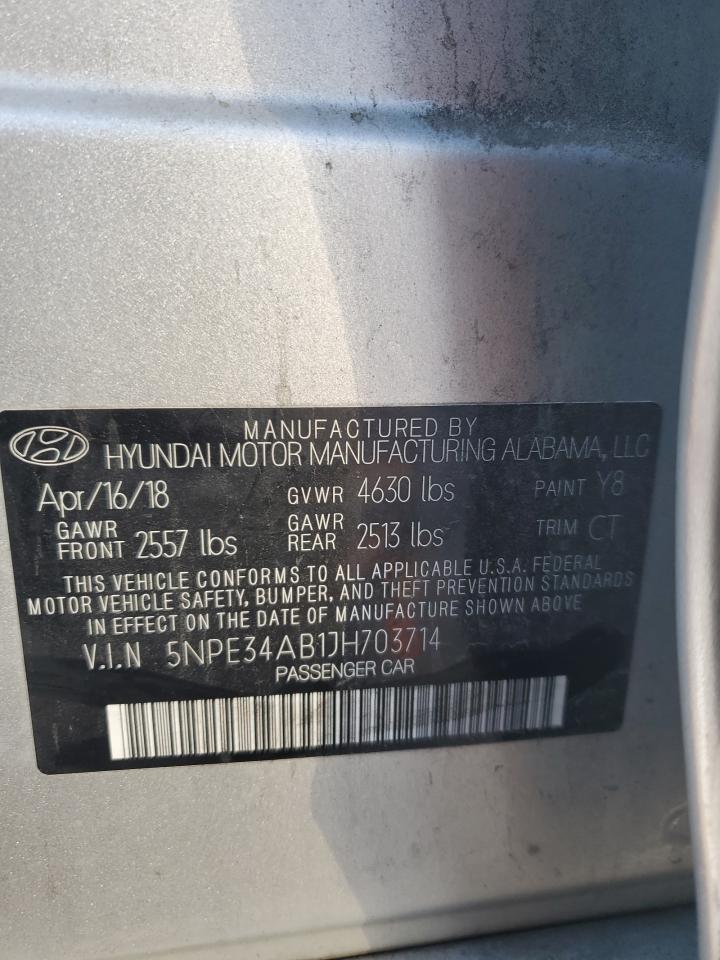 MANUFACTURED BY
HYUNDAI MOTOR MANUFACTURING ALABAMA, LLC
Apr/16/18 GVWR 4630 lbs PAINT Y8
GAWR FRONT 2557 lbs GAWR REAR 2513 lbs TRIM CT
THIS VEHICLE CONFORMS TO ALL APPLICABLE U.S.A. FEDERAL
MOTOR VEHICLE SAFETY, BUMPER, AND THEFT PREVENTION STANDARDS
IN EFFECT ON THE DATE OF MANUFACTURE SHOWN ABOVE
V.I.N 5NPE34AB1JH703714
PASSENGER CAR